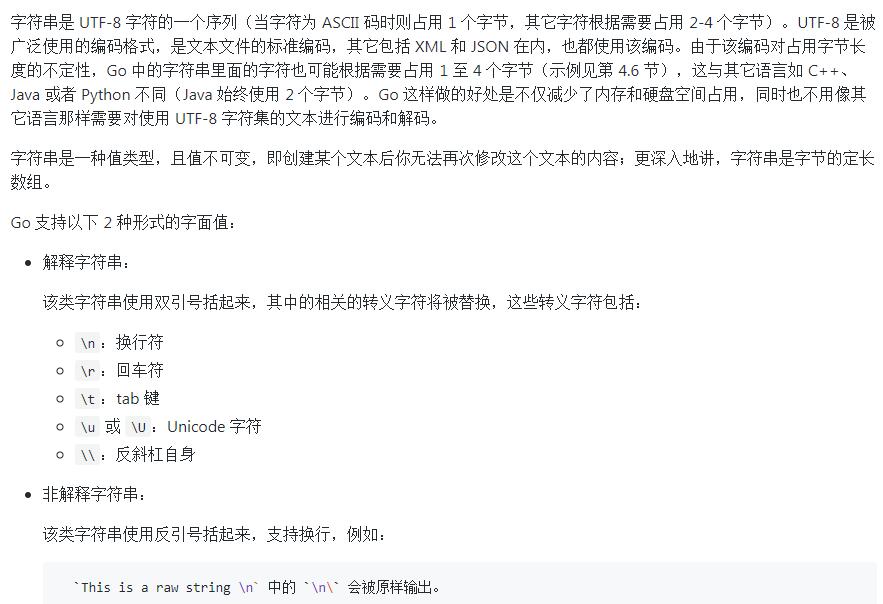 字符串是 UTF-8 字符的一个序列（当字符为 ASCII 码时则占用 1 个字节，其它字符根据需要占用 2-4 个字节）。UTF-8 是被
广泛使用的编码格式，是文本文件的标准编码，其它包括 XML 和 JSON 在内，也都使用该编码。由于该编码对占用字节长
度的不定性，Go 中的字符串里面的字符也可能根据需要占用 1 至 4 个字节（示例见第 4.6 节），这与其它语言如 C++、
Java 或者 Python 不同（Java 始终使用 2 个字节）。Go 这样做的好处是不仅减少了内存和硬盘空间占用，同时也不用像其
它语言那样需要对使用 UTF-8 字符集的文本进行编码和解码。
字符串是一种值类型，且值不可变，即创建某个文本后你无法再次修改这个文本的内容；更深入地讲，字符串是字节的定长
数组。
Go 支持以下 2 种形式的字面值：
• 解释字符串：
该类字符串使用双引号括起来，其中的相关的转义字符将被替换，这些转义字符包括：
○ \n：换行符
○ \r：回车符
○ \t：tab 键
○ \u 或 \U：Unicode 字符
○ \\：反斜杠自身
• 非解释字符串：
该类字符串使用反引号括起来，支持换行，例如：
`This is a raw string \n` 中的 `\n\` 会被原样输出。